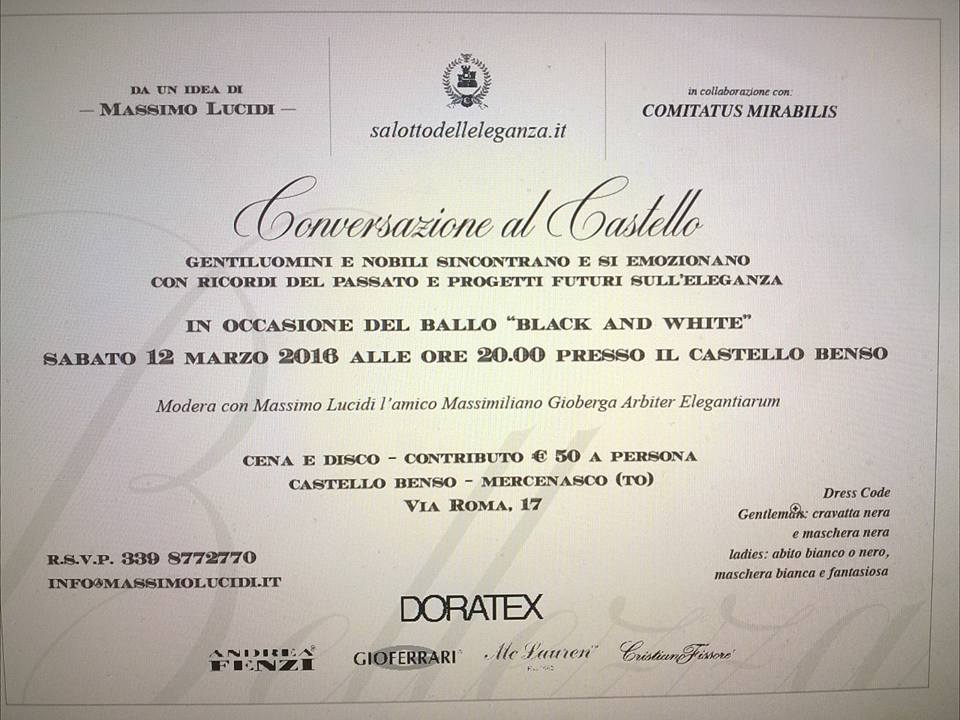 DA UN IDEA DI
— MASSIMO LUCIDI —
salottodelleleganza.it
in collaborazione con:
COMITATUS MIRABILIS
Conversazione al Castello
GENTILUOMINI E NOBILI SINCONTRANO E SI EMOZIONANO
CON RICORDI DEL PASSATO E PROGETTI FUTURI SULL'ELEGANZA
IN OCCASIONE DEL BALLO "BLACK AND WHITE"
SABATO 12 MARZO 2016 ALLE ORE 20.00 PRESSO IL CASTELLO BENSO
Modera con Massimo Lucidi l'amico Massimiliano Gioberga Arbiter Elegantiarum
CENA E DISCO - CONTRIBUTO € 50 A PERSONA
CASTELLO BENSO - MERCENASCO (TO)
VIA ROMA, 17
Dress Code
Gentleman: cravatta nera
e maschera nera
ladies: abito bianco o nero,
maschera bianca e fantasiosa
R.S.V.P. 339 8772770
INFO@MASSIMOLUCIDI.IT
Bellezza
DORATEX
ANDREA FENZI®
GIOFERRARI
Mc Lauren™
Cristiano Fissore®